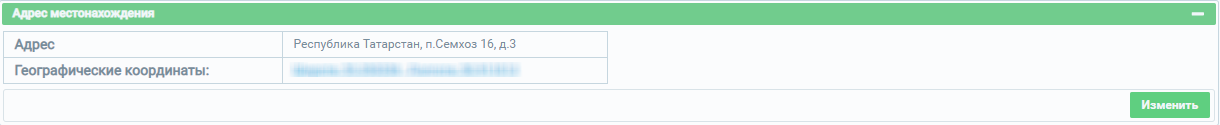 Адрес местонахождения
Адрес Республика Татарстан, п.Семхоз 16, д.3
Географические координаты:
Изменить